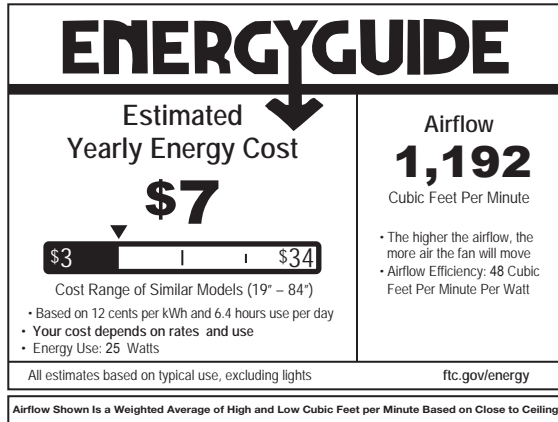 ENERGYGUIDE
Estimated
Yearly Energy Cost
$7
$3 $34
Cost Range of Similar Models (19” – 84”)
• Based on 12 cents per kWh and 6.4 hours use per day
• Your cost depends on rates and use
• Energy Use: 25 Watts
Airflow
1,192
Cubic Feet Per Minute
• The higher the airflow, the
more air the fan will move
• Airflow Efficiency: 48 Cubic
Feet Per Minute Per Watt
All estimates based on typical use, excluding lights
ftc.gov/energy
Airflow Shown Is a Weighted Average of High and Low Cubic Feet per Minute Based on Close to Ceiling